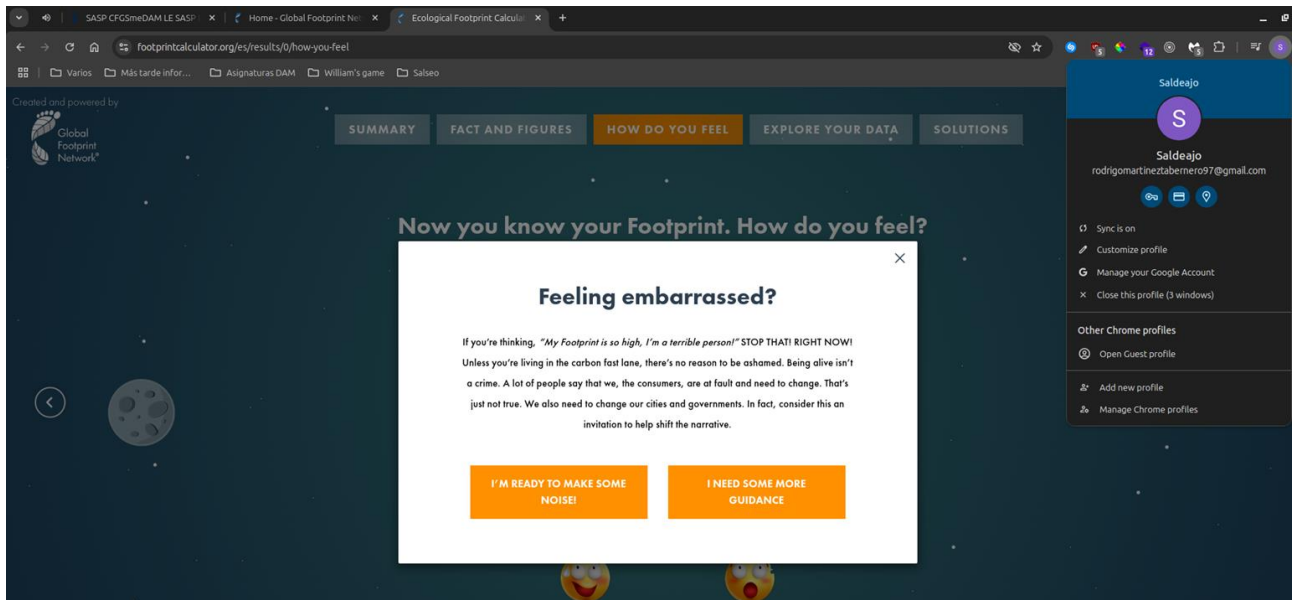 SASP CFGSmeDAM LE SASP
Home - Global Footprint Net
Ecological Footprint Calculat
footprintcalculator.org/es/results/0/how-you-feel
Varios
Más tarde infor...
Asignaturas DAM
William's game
Salseo
Created and powered by
Global
Footprint
Network®
SUMMARY
FACT AND FIGURES
HOW DO YOU FEEL
EXPLORE YOUR DATA
SOLUTIONS
Now you know your Footprint. How do you feel?
Feeling embarrassed?
If you're thinking, "My Footprint is so high, I'm a terrible person!" STOP THAT! RIGHT NOW!
Unless you're living in the carbon fast lane, there's no reason to be ashamed. Being alive isn't
a crime. A lot of people say that we, the consumers, are at fault and need to change. That's
just not true. We also need to change our cities and governments. In fact, consider this an
invitation to help shift the narrative.
I'M READY TO MAKE SOME
NOISE!
I NEED SOME MORE
GUIDANCE
S
12
S
S
Saldeajo
S
Saldeajo
rodrigomartineztabernero97@gmail.com
Sync is on
Customize profile
G Manage your Google Account
Close this profile (3 windows)
Other Chrome profiles
Open Guest profile
Add new profile
Manage Chrome profiles